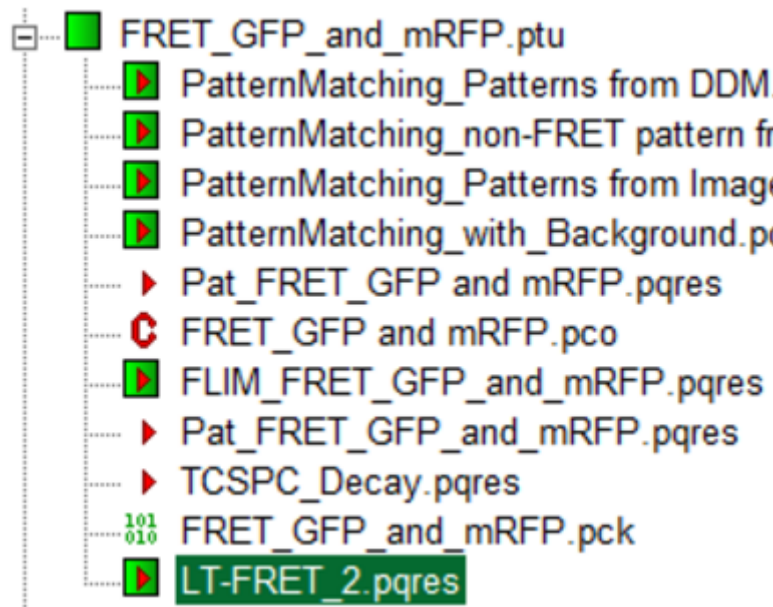 FRET_GFP_and_mRFP.ptu
PatternMatching_Patterns from DDM.
PatternMatching_non-FRET pattern
PatternMatching_Patterns from Image
PatternMatching_with_Background.
Pat_FRET_GFP and mRFP.pqres
C FRET_GFP and mRFP.pco
FLIM_FRET_GFP_and_mRFP.pqres
Pat_FRET_GFP_and_mRFP.pqres
TCSPC_Decay.pqres
101
010 FRET_GFP_and_mRFP.pck
LT-FRET_2.pqres